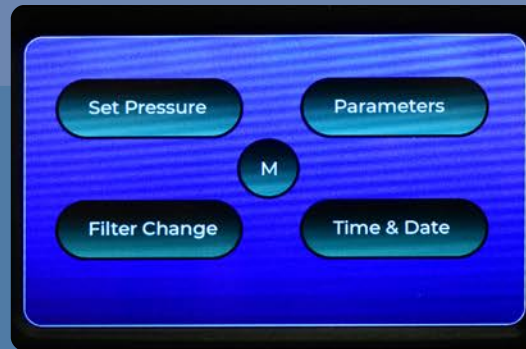 Set Pressure
Parameters
M
Filter Change
Time & Date